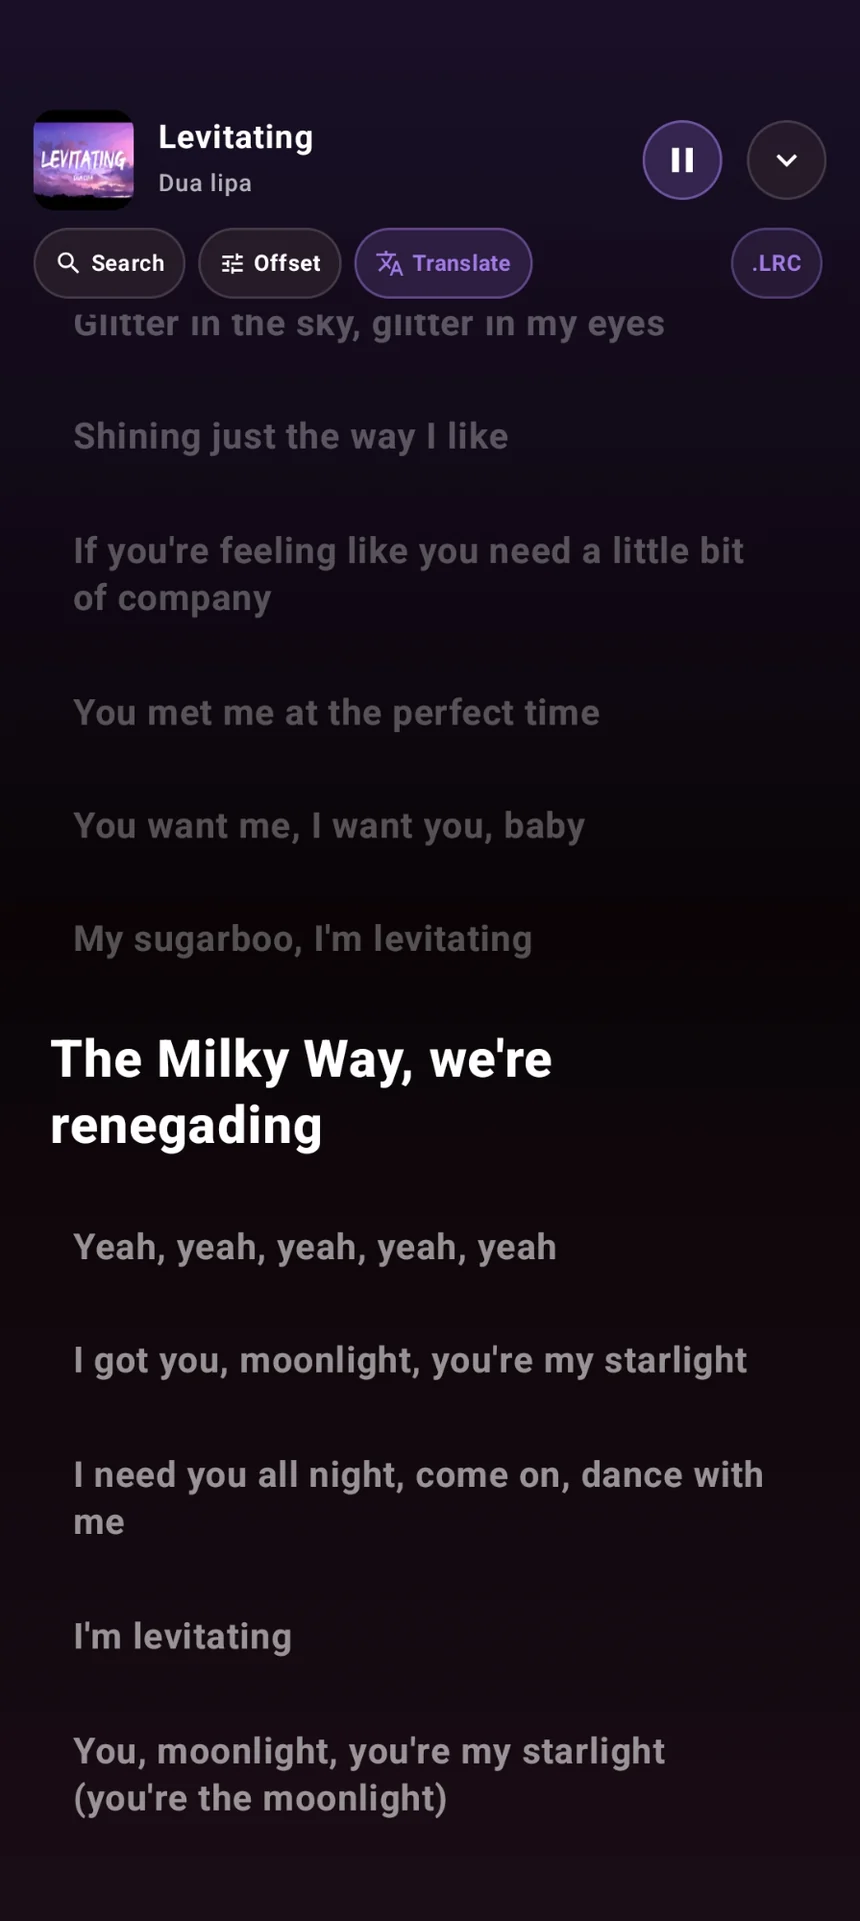 LEVITATING
Levitating
Dua lipa
Search
Offset
Translate
.LRC
Glitter in the sky, glitter in my eyes
Shining just the way I like
If you're feeling like you need a little bit
of company
You met me at the perfect time
You want me, I want you, baby
My sugarboo, I'm levitating
The Milky Way, we're
renegading
Yeah, yeah, yeah, yeah, yeah
I got you, moonlight, you're my starlight
I need you all night, come on, dance with
me
I'm levitating
You, moonlight, you're my starlight
(you're the moonlight)